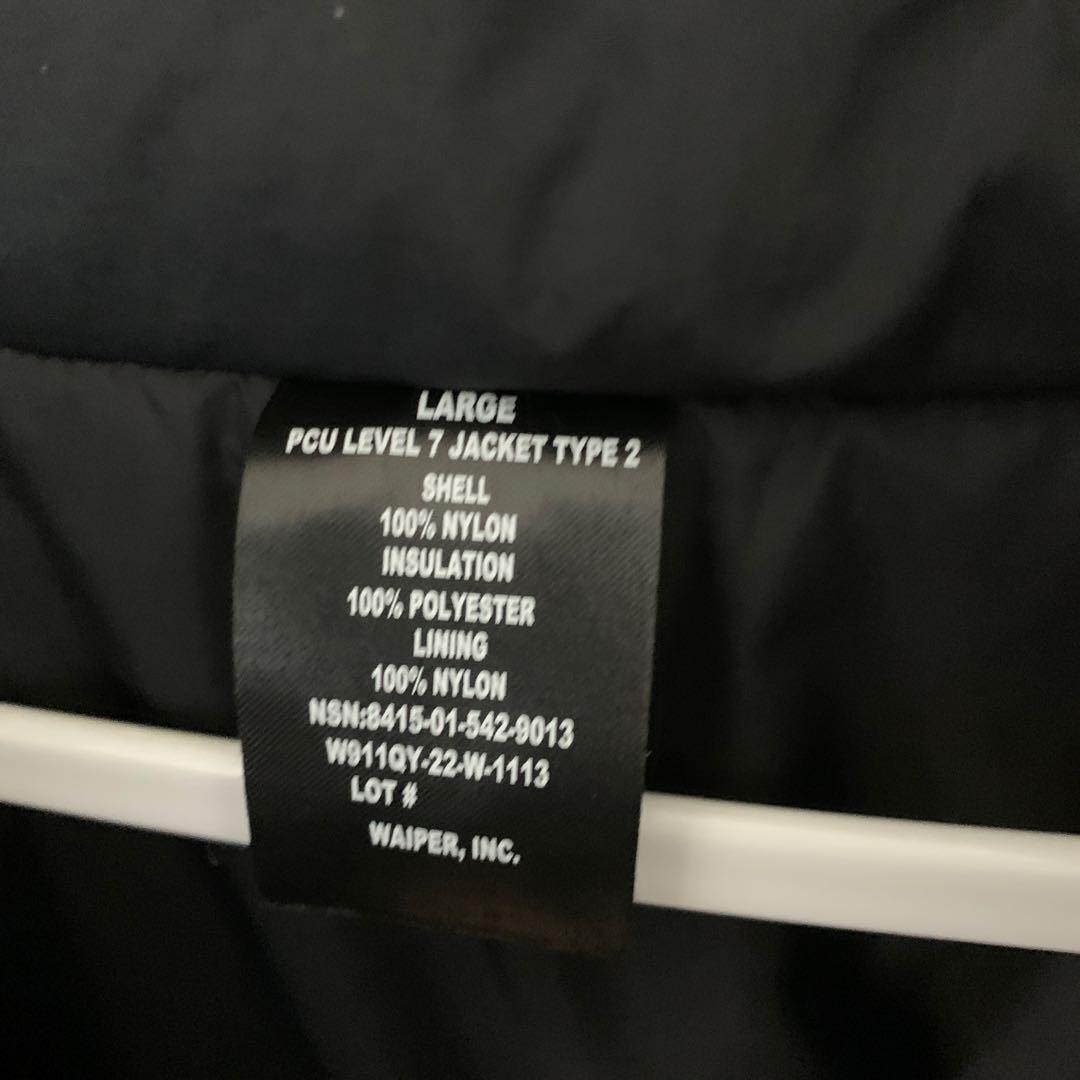 LARGE
PCU LEVEL 7 JACKET TYPE 2
SHELL
100% NYLON
INSULATION
100% POLYESTER
LINING
100% NYLON
NSN:8415-01-542-9013
W911QY-22-W-1113
LOT #
WAIPER, INC.